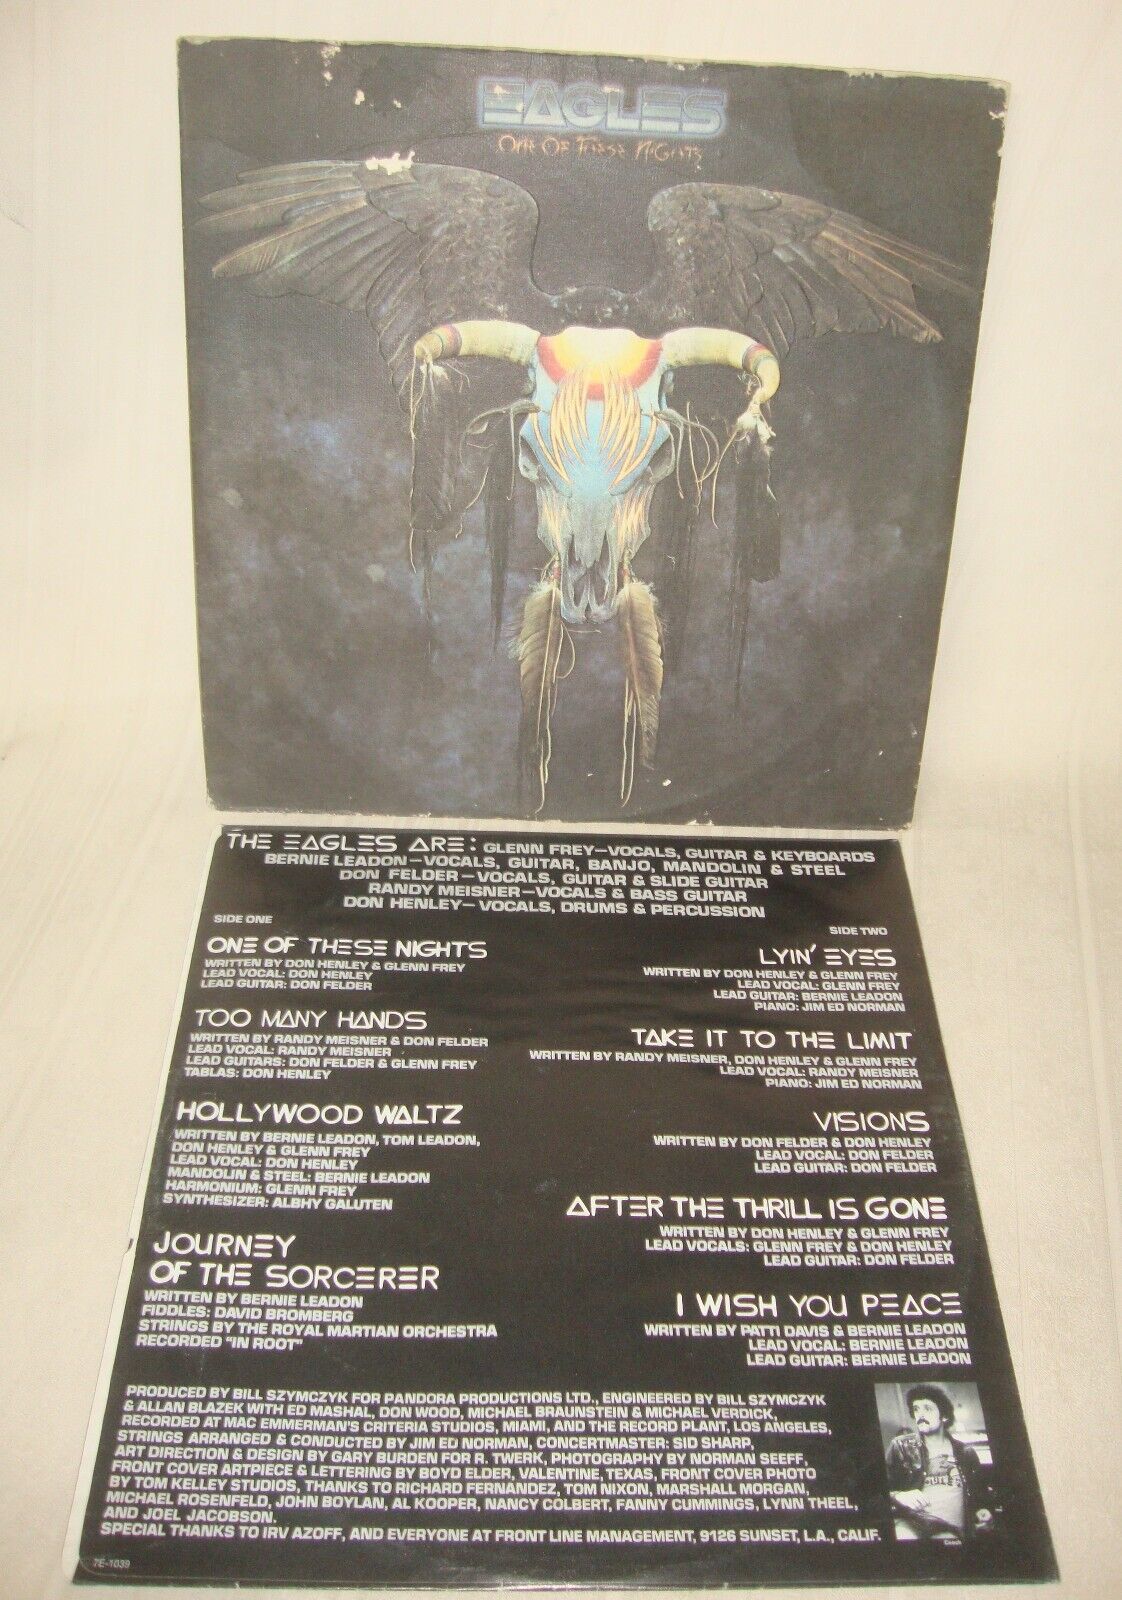 EAGLES
ONE OF THESE NIGHTS
THE EAGLES ARE: GLENN FREY–VOCALS, GUITAR & KEYBOARDS
BERNIE LEADON–VOCALS, GUITAR, BANJO, MANDOLIN & STEEL
DON FELDER–VOCALS, GUITAR & SLIDE GUITAR
RANDY MEISNER–VOCALS & BASS GUITAR
DON HENLEY–VOCALS, DRUMS & PERCUSSION
SIDE ONE
ONE OF THESE NIGHTS
WRITTEN BY DON HENLEY & GLENN FREY
LEAD VOCAL: DON HENLEY
LEAD GUITAR: DON FELDER
TOO MANY HANDS
WRITTEN BY RANDY MEISNER & DON FELDER
LEAD VOCAL: RANDY MEISNER
LEAD GUITARS: DON FELDER & GLENN FREY
TABLAS: DON HENLEY
HOLLYWOOD WALTZ
WRITTEN BY BERNIE LEADON, TOM LEADON,
DON HENLEY & GLENN FREY
LEAD VOCAL: DON HENLEY
MANDOLIN & STEEL: BERNIE LEADON
HARMONIUM: GLENN FREY
SYNTHESIZER: ALBHY GALUTEN
JOURNEY
OF THE SORCERER
WRITTEN BY BERNIE LEADON
FIDDLES: DAVID BROMBERG
STRINGS BY THE ROYAL MARTIAN ORCHESTRA
RECORDED "IN ROOT"
SIDE TWO
LYIN' EYES
WRITTEN BY DON HENLEY & GLENN FREY
LEAD VOCAL: GLENN FREY
LEAD GUITAR: BERNIE LEADON
PIANO: JIM ED NORMAN
TAKE IT TO THE LIMIT
WRITTEN BY RANDY MEISNER, DON HENLEY & GLENN FREY
LEAD VOCAL: RANDY MEISNER
PIANO: JIM ED NORMAN
VISIONS
WRITTEN BY DON FELDER & DON HENLEY
LEAD VOCAL: DON FELDER
LEAD GUITAR: DON FELDER
AFTER THE THRILL IS GONE
WRITTEN BY DON HENLEY & GLENN FREY
LEAD VOCALS: GLENN FREY & DON HENLEY
LEAD GUITAR: DON FELDER
I WISH YOU PEACE
WRITTEN BY PATTI DAVIS & BERNIE LEADON
LEAD VOCAL: BERNIE LEADON
LEAD GUITAR: BERNIE LEADON
PRODUCED BY BILL SZYMCZYK FOR PANDORA PRODUCTIONS LTD., ENGINEERED BY BILL SZYMCZYK
& ALLAN BLAZEK WITH ED MASHAL, DON WOOD, MICHAEL BRAUNSTEIN & MICHAEL VERDICK,
RECORDED AT MAC EMMERMAN'S CRITERIA STUDIOS, MIAMI, AND THE RECORD PLANT, LOS ANGELES,
STRINGS ARRANGED & CONDUCTED BY JIM ED NORMAN, CONCERTMASTER: SID SHARP,
ART DIRECTION & DESIGN BY GARY BURDEN FOR R. TWERK, PHOTOGRAPHY BY NORMAN SEEFF,
FRONT COVER ARTPIECE & LETTERING BY BOYD ELDER, VALENTINE, TEXAS, FRONT COVER PHOTO
BY TOM KELLEY STUDIOS, THANKS TO RICHARD FERNANDEZ, TOM NIXON, MARSHALL MORGAN,
MICHAEL ROSENFELD, JOHN BOYLAN, AL KOOPER, NANCY COLBERT, FANNY CUMMINGS, LYNN THEEL,
AND JOEL JACOBSON.
SPECIAL THANKS TO IRV AZOFF, AND EVERYONE AT FRONT LINE MANAGEMENT, 9126 SUNSET, L.A., CALIF.
Coach
7E-1039